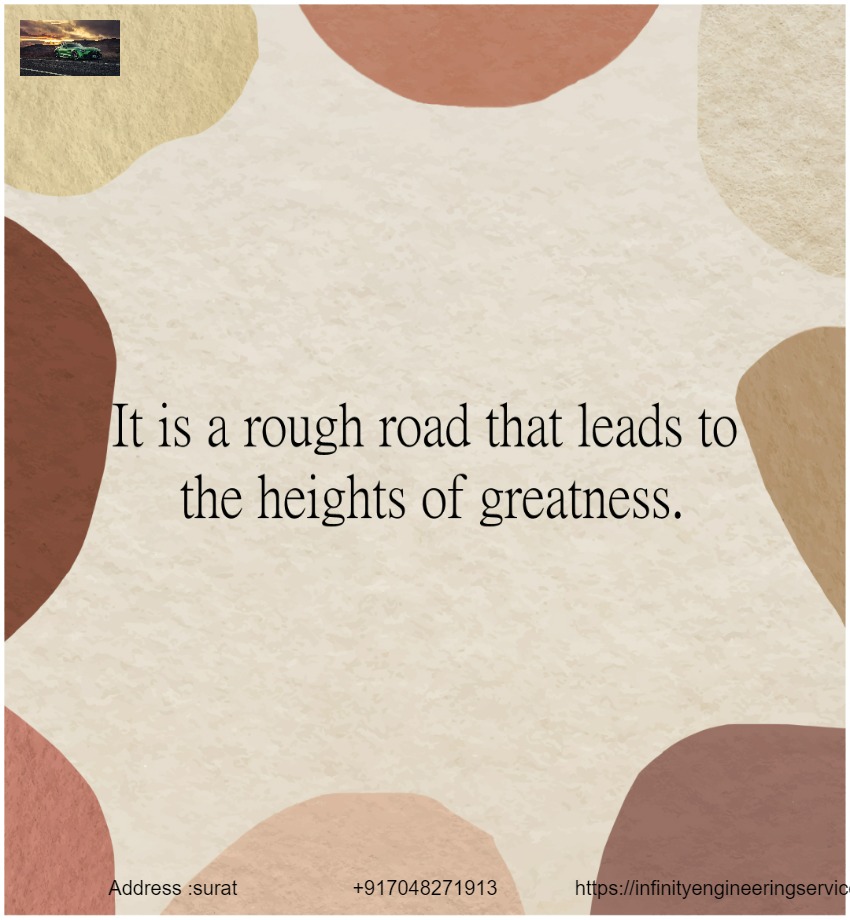 It is a rough road that leads to
the heights of greatness.
Address :surat +917048271913 https://infinityengineeringservic